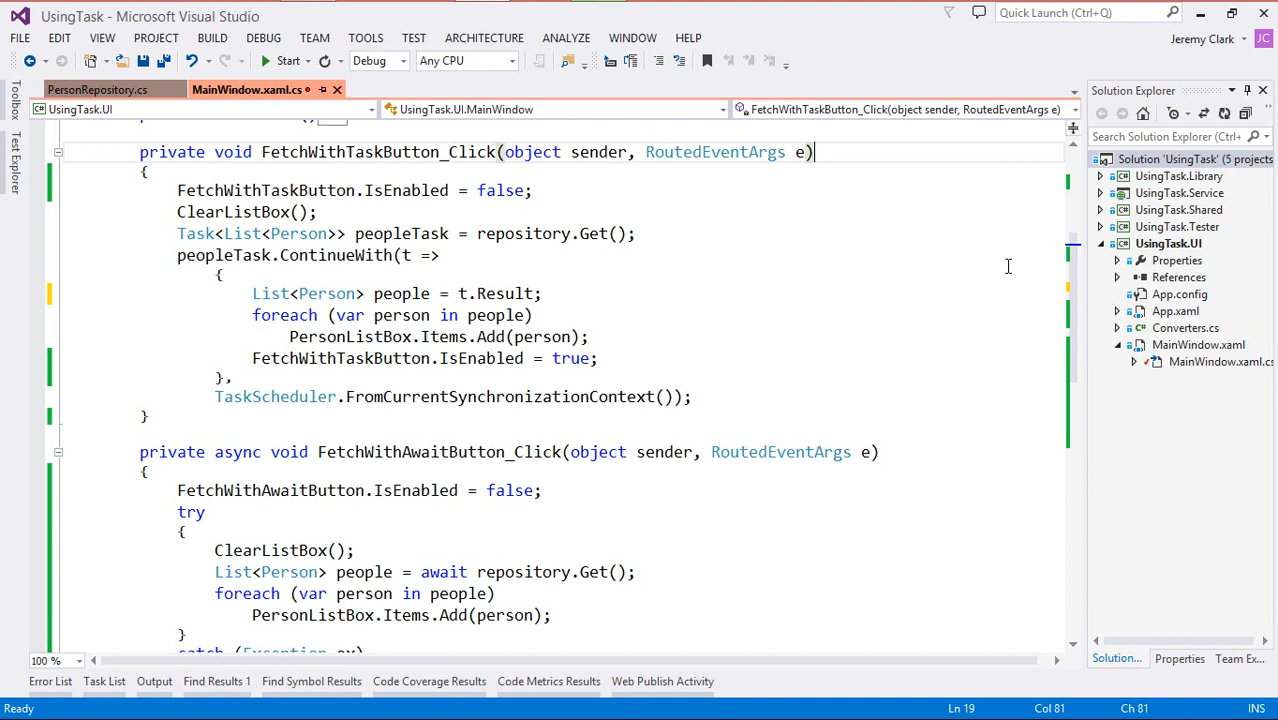 UsingTask - Microsoft Visual Studio
Quick Launch (Ctrl+Q)
FILE EDIT VIEW PROJECT BUILD DEBUG TEAM TOOLS TEST ARCHITECTURE ANALYZE WINDOW HELP
Jeremy Clark JC
Start Debug Any CPU
Toolbox
Test Explorer
PersonRepository.cs MainWindow.xaml.cs
UsingTask.UI UsingTask.UI.MainWindow FetchWithTaskButton_Click(object sender, RoutedEventArgs e)
private void FetchWithTaskButton_Click(object sender, RoutedEventArgs e)
{
FetchWithTaskButton.IsEnabled = false;
ClearListBox();
Task<List<Person>> peopleTask = repository.Get();
peopleTask.ContinueWith(t =>
{
List<Person> people = t.Result;
foreach (var person in people)
PersonListBox.Items.Add(person);
FetchWithTaskButton.IsEnabled = true;
},
TaskScheduler.FromCurrentSynchronizationContext());
}
private async void FetchWithAwaitButton_Click(object sender, RoutedEventArgs e)
{
FetchWithAwaitButton.IsEnabled = false;
try
{
ClearListBox();
List<Person> people = await repository.Get();
foreach (var person in people)
PersonListBox.Items.Add(person);
}
catch (Exception ex)
100 %
Solution Explorer
Search Solution Explorer (Ctrl
Solution 'UsingTask' (5 projects)
UsingTask.Library
UsingTask.Service
UsingTask.Shared
UsingTask.Tester
UsingTask.UI
Properties
References
App.config
App.xaml
Converters.cs
MainWindow.xaml
MainWindow.xaml.cs
Solution... Properties Team Ex...
Error List Task List Output Find Results 1 Find Symbol Results Code Coverage Results Code Metrics Results Web Publish Activity
Ready Ln 19 Col 81 Ch 81 INS